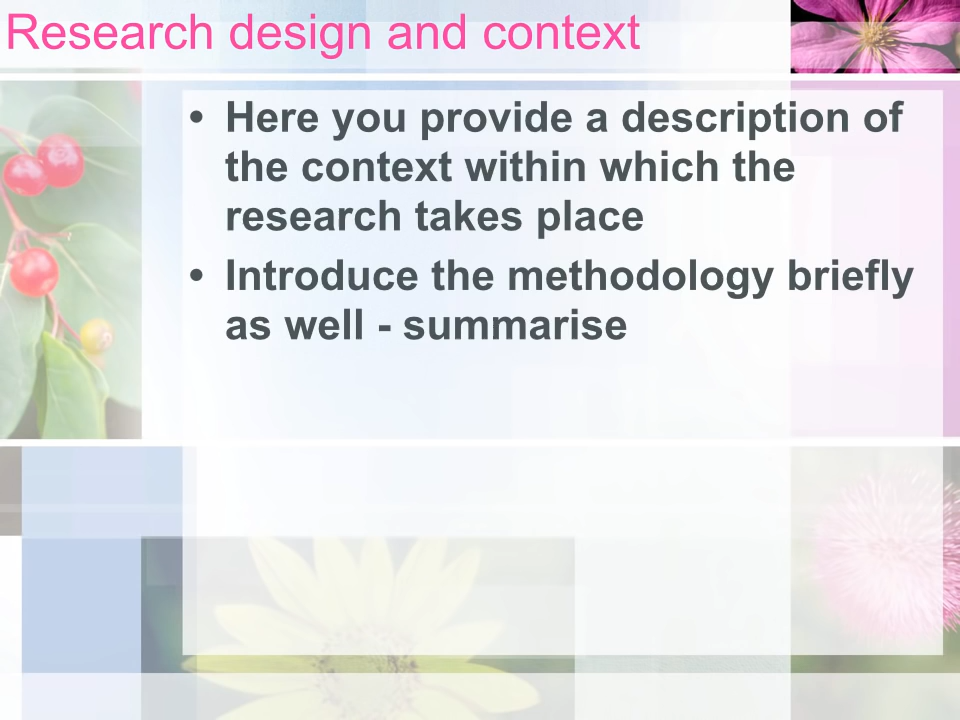 Research design and context
• Here you provide a description of
the context within which the
research takes place
• Introduce the methodology briefly
as well - summarise